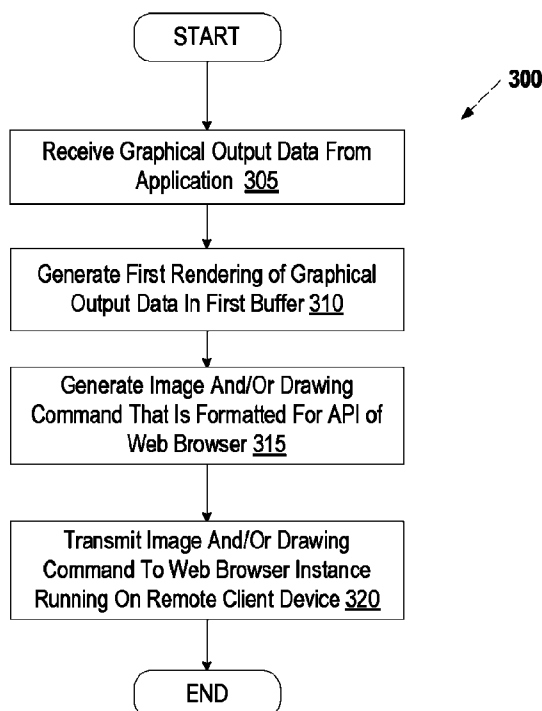 START
300
Receive Graphical Output Data From
Application 305
Generate First Rendering of Graphical
Output Data In First Buffer 310
Generate Image And/Or Drawing
Command That Is Formatted For API of
Web Browser 315
Transmit Image And/Or Drawing
Command To Web Browser Instance
Running On Remote Client Device 320
END